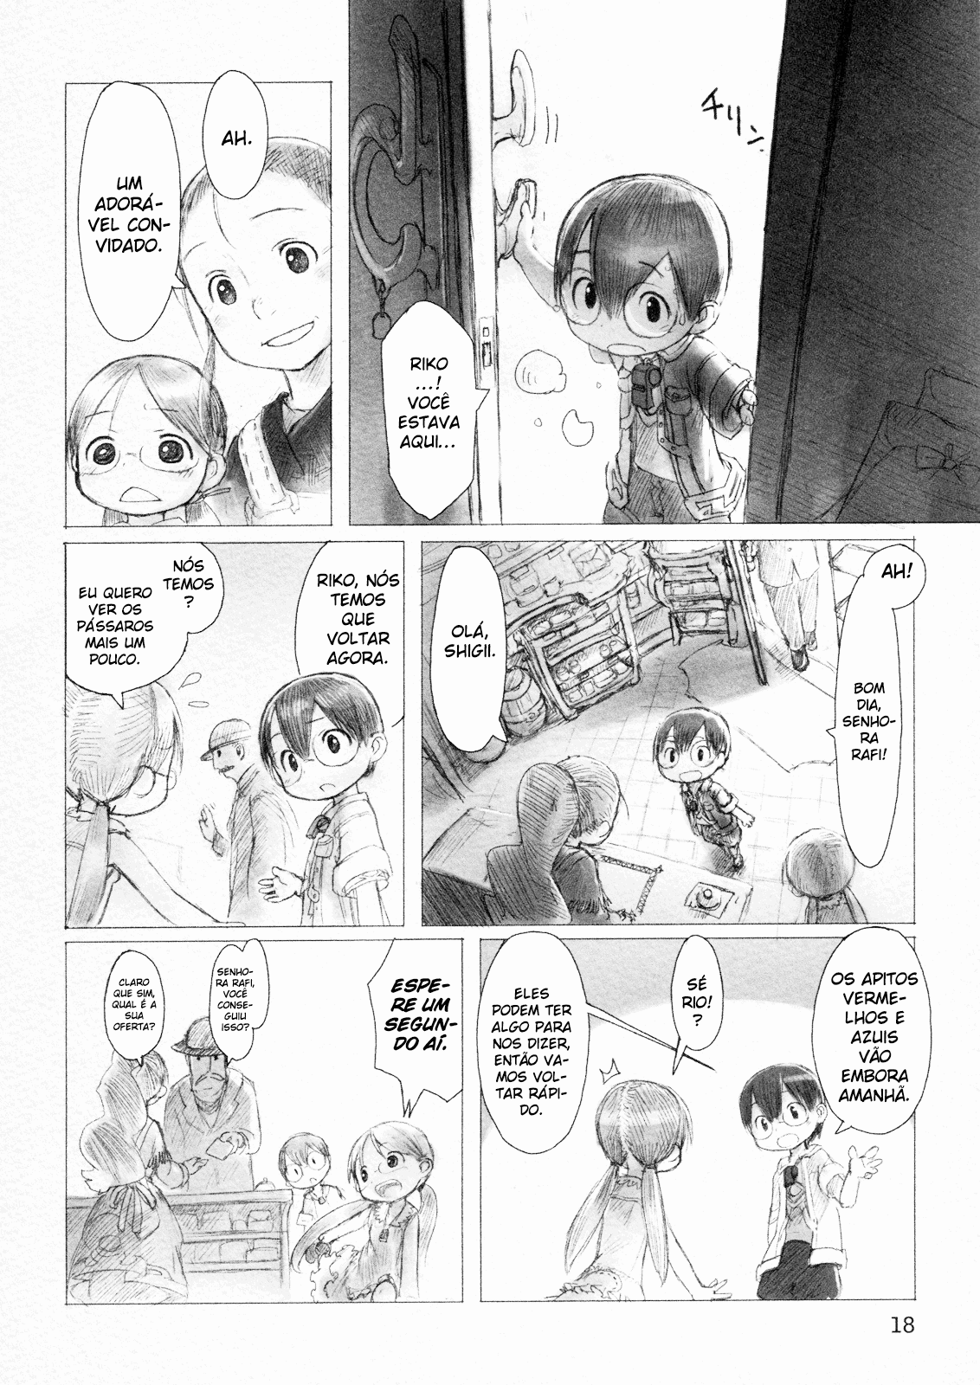 チリン
RIKO
...!
VOCÊ
ESTAVA
AQUI...
AH.
UM
ADORÁ-
VEL CON-
VIDADO.
AH!
BOM
DIA,
SENHO-
RA
RAFI!
OLÁ,
SHIGII.
RIKO, NÓS
TEMOS
QUE
VOLTAR
AGORA.
NÓS
TEMOS
?
EU QUERO
VER OS
PÁSSAROS
MAIS UM
POUCO.
OS APITOS
VERME-
LHOS E
AZUIS
VÃO
EMBORA
AMANHÃ.
SÉ
RIO!
?
ELES
PODEM TER
ALGO PARA
NOS DIZER,
ENTÃO VA-
MOS VOL-
TAR RÁPI-
DO.
ESPE-
RE UM
SEGUN-
DO AÍ.
SENHO-
RA RAFI,
VOCÊ
CONSE-
GUIU
ISSO?
CLARO
QUE SIM,
QUAL É A
SUA
OFERTA?
18